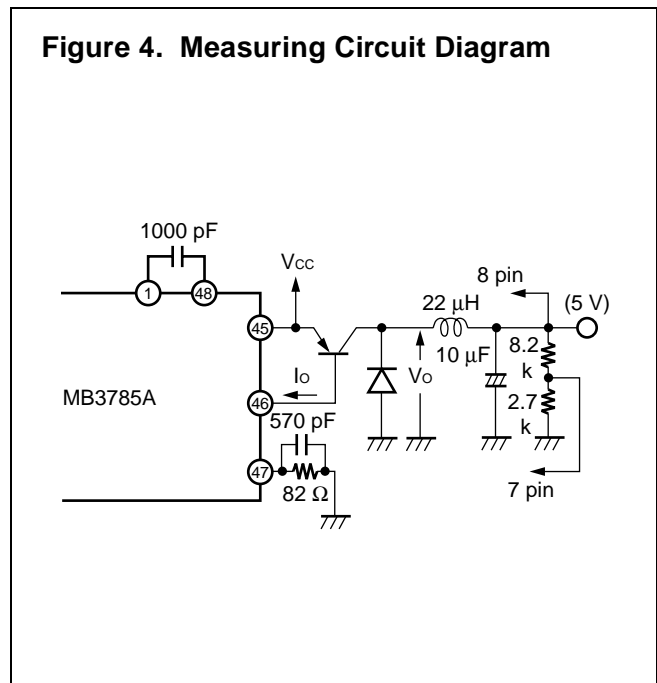 Figure 4. Measuring Circuit Diagram
1000 pF
1
48
VCC
8 pin
(5 V)
45
22 μH
10 μF
8.2
k
IO
VO
MB3785A
46
2.7
k
570 pF
47
82 Ω
7 pin